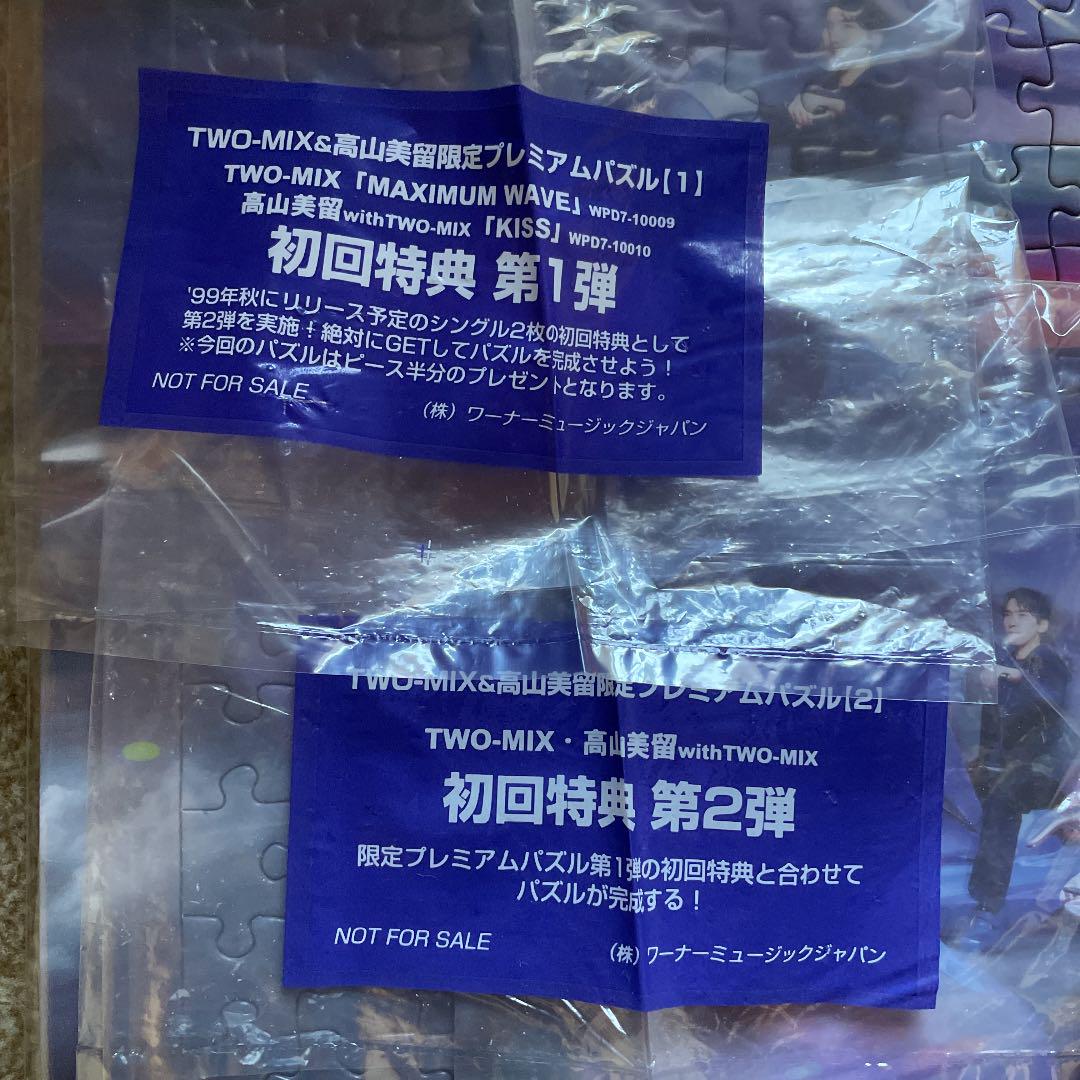 TWO-MIX&高山美留限定プレミアムパズル【1】
TWO-MIX「MAXIMUM WAVE」WPD7-10009
高山美留withTWO-MIX「KISS」WPD7-10010
初回特典 第1弾
'99年秋にリリース予定のシングル2枚の初回特典として
第2弾を実施!絶対にGETしてパズルを完成させよう!
※今回のパズルはピース半分のプレゼントとなります。
NOT FOR SALE
(株)ワーナーミュージックジャパン
TWO-MIX&高山美留限定プレミアムパズル【2】
TWO-MIX・高山美留withTWO-MIX
初回特典 第2弾
限定プレミアムパズル第1弾の初回特典と合わせて
パズルが完成する!
NOT FOR SALE
(株)ワーナーミュージックジャパン